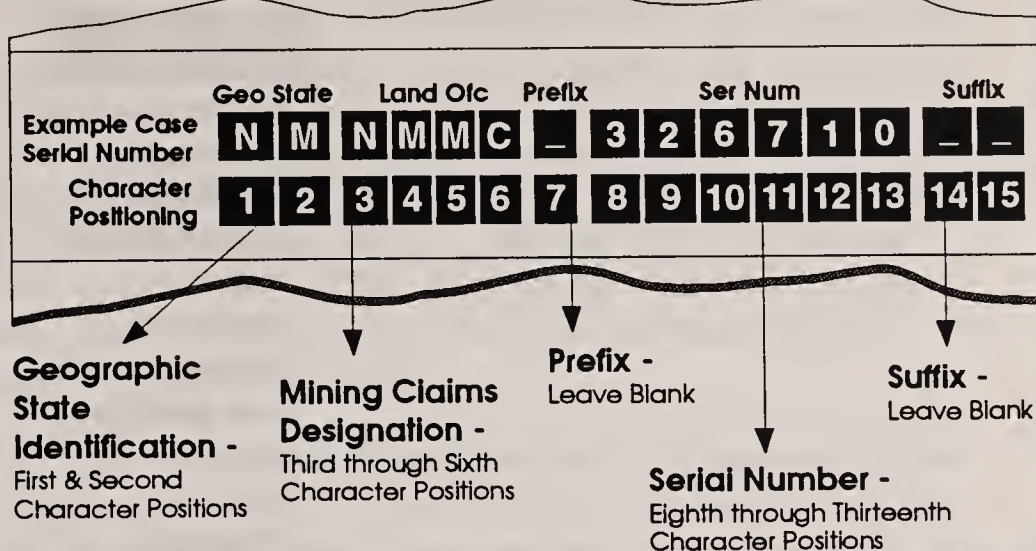 Geo State Land Ofc Prefix Ser Num Suffix
Example Case
Serial Number
N M N M M C _ 3 2 6 7 1 0 _ _
Character
Positioning
1 2 3 4 5 6 7 8 9 10 11 12 13 14 15
Geographic
State
Identification -
First & Second
Character Positions
Mining Claims
Designation -
Third through Sixth
Character Positions
Prefix -
Leave Blank
Serial Number -
Eighth through Thirteenth
Character Positions
Suffix -
Leave Blank